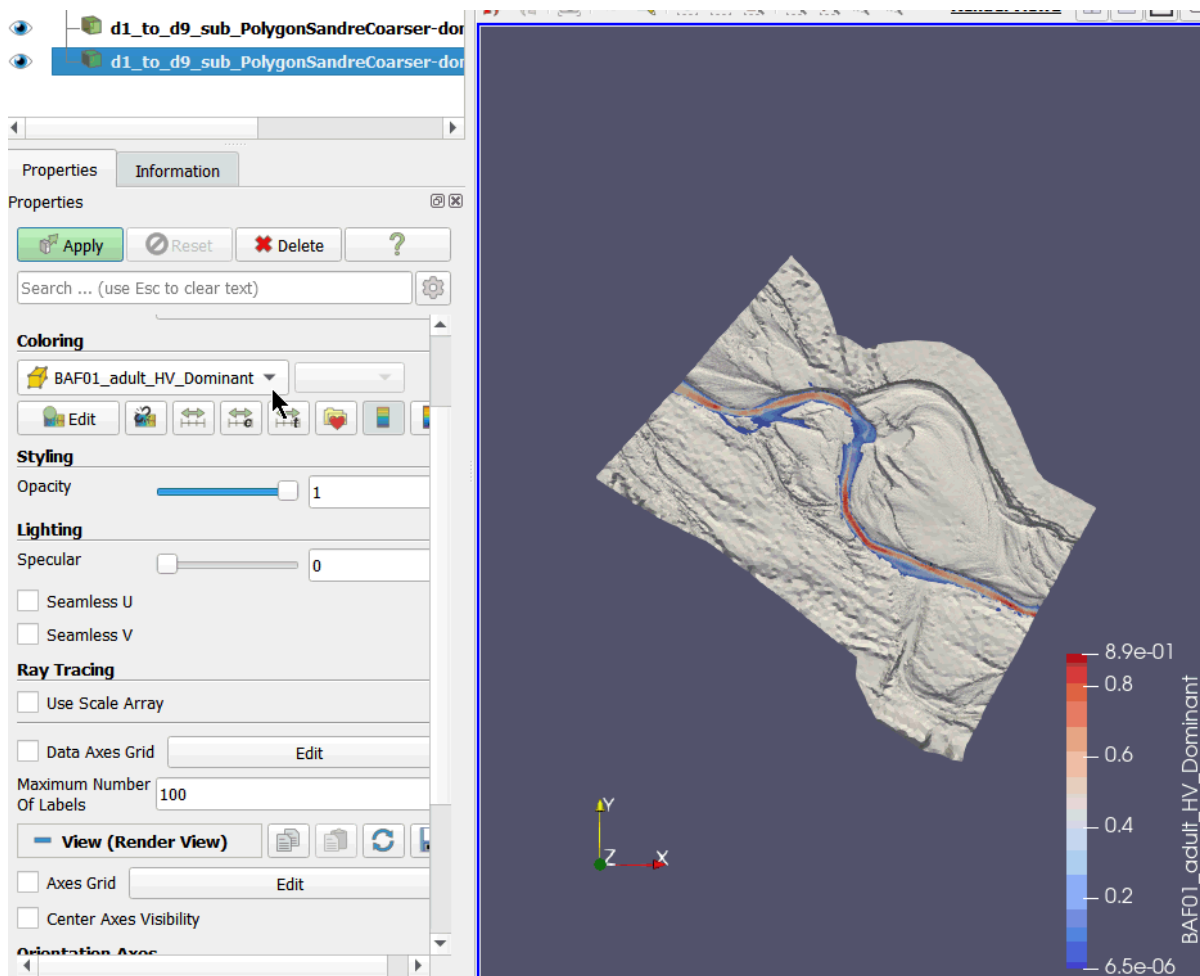 d1_to_d9_sub_PolygonSandreCoarser-dor
d1_to_d9_sub_PolygonSandreCoarser-dor
Properties
Information
Properties
Apply
Reset
Delete
?
Search ... (use Esc to clear text)
Coloring
BAF01_adult_HV_Dominant
Edit
c
t
Styling
Opacity
1
Lighting
Specular
0
Seamless U
Seamless V
Ray Tracing
Use Scale Array
Data Axes Grid
Edit
Maximum Number
Of Labels
100
View (Render View)
Axes Grid
Edit
Center Axes Visibility
Orientation Axes
Y
Z
X
8.9e-01
0.8
0.6
0.4
0.2
6.5e-06
BAF01_adult_HV_Dominant